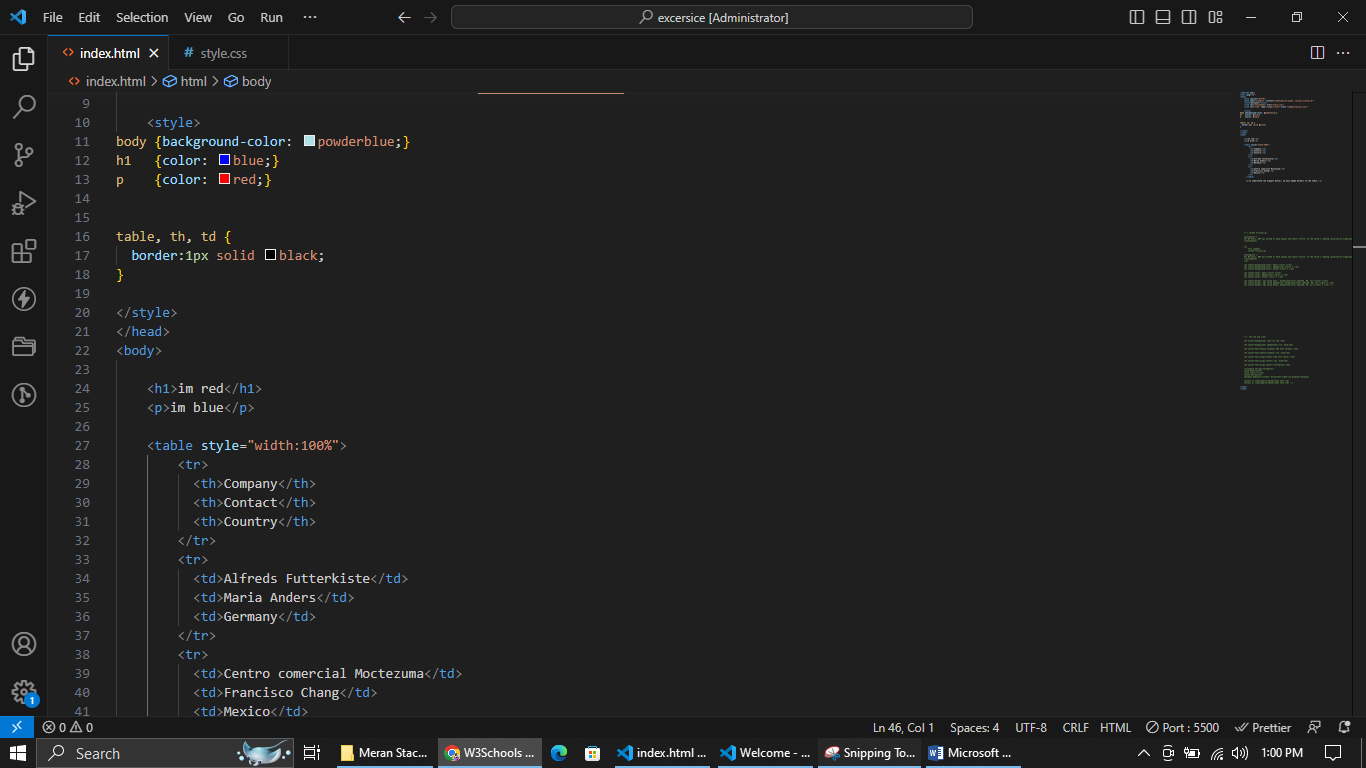 File Edit Selection View Go Run ···
excersice [Administrator]
index.html
# style.css
index.html > html > body
9
10 <style>
11 body {background-color: powderblue;}
12 h1 {color: blue;}
13 p {color: red;}
14
15
16 table, th, td {
17 border:1px solid black;
18 }
19
20 </style>
21 </head>
22 <body>
23
24 <h1>im red</h1>
25 <p>im blue</p>
26
27 <table style="width:100%">
28 <tr>
29 <th>Company</th>
30 <th>Contact</th>
31 <th>Country</th>
32 </tr>
33 <tr>
34 <td>Alfreds Futterkiste</td>
35 <td>Maria Anders</td>
36 <td>Germany</td>
37 </tr>
38 <tr>
39 <td>Centro comercial Moctezuma</td>
40 <td>Francisco Chang</td>
41 <td>Mexico</td>
1
0 0 Ln 46, Col 1 Spaces: 4 UTF-8 CRLF HTML Port : 5500 Prettier
Search Meran Stac... W3Schools ... index.html ... Welcome - ... Snipping To... Microsoft ... 1:00 PM